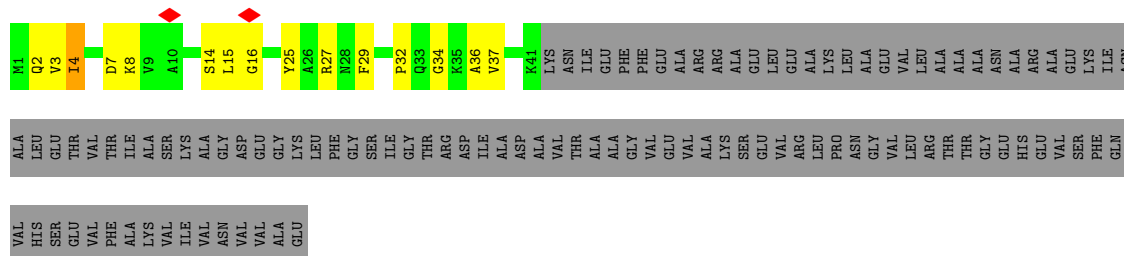 M1 Q2 V3 I4 D7 K8 V9 A10 S14 L15 G16 Y25 A26 R27 N28 F29 P32 Q33 G34 K35 A36 V37 K41 LYS ASN ILE GLU PHE PHE GLU ALA ARG ARG ALA GLU LEU GLU ALA LYS LEU ALA GLU VAL LEU ALA ALA ALA ASN ALA ARG ALA GLU LYS ILE
ALA LEU GLU THR VAL THR ILE ALA SER LYS ALA GLY ASP GLU GLY LYS LEU PHE GLY SER ILE GLY THR ARG ASP ILE ALA ASP ALA VAL THR ALA ALA GLY VAL GLU VAL ALA LYS SER GLU VAL ARG LEU PRO ASN GLY VAL LEU ARG THR THR GLY GLU HIS GLU VAL SER PHE GLN
VAL HIS SER GLU VAL PHE ALA LYS VAL ILE VAL ASN VAL VAL ALA GLU